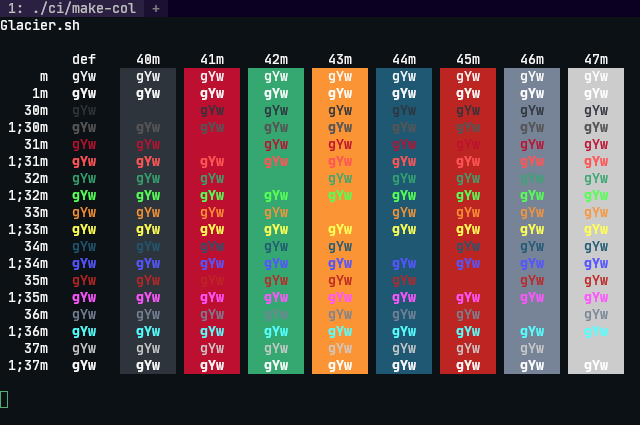 1: ./ci/make-col +
Glacier.sh
def 40m 41m 42m 43m 44m 45m 46m 47m
m gYw gYw gYw gYw gYw gYw gYw gYw gYw
1m gYw gYw gYw gYw gYw gYw gYw gYw gYw
30m gYw gYw gYw gYw gYw gYw gYw gYw
1;30m gYw gYw gYw gYw gYw gYw gYw gYw gYw
31m gYw gYw gYw gYw gYw gYw gYw gYw
1;31m gYw gYw gYw gYw gYw gYw gYw gYw gYw
32m gYw gYw gYw gYw gYw gYw gYw gYw
1;32m gYw gYw gYw gYw gYw gYw gYw gYw gYw
33m gYw gYw gYw gYw gYw gYw gYw gYw
1;33m gYw gYw gYw gYw gYw gYw gYw gYw gYw
34m gYw gYw gYw gYw gYw gYw gYw gYw
1;34m gYw gYw gYw gYw gYw gYw gYw gYw gYw
35m gYw gYw gYw gYw gYw gYw gYw gYw
1;35m gYw gYw gYw gYw gYw gYw gYw gYw gYw
36m gYw gYw gYw gYw gYw gYw gYw gYw
1;36m gYw gYw gYw gYw gYw gYw gYw gYw gYw
37m gYw gYw gYw gYw gYw gYw gYw gYw
1;37m gYw gYw gYw gYw gYw gYw gYw gYw gYw